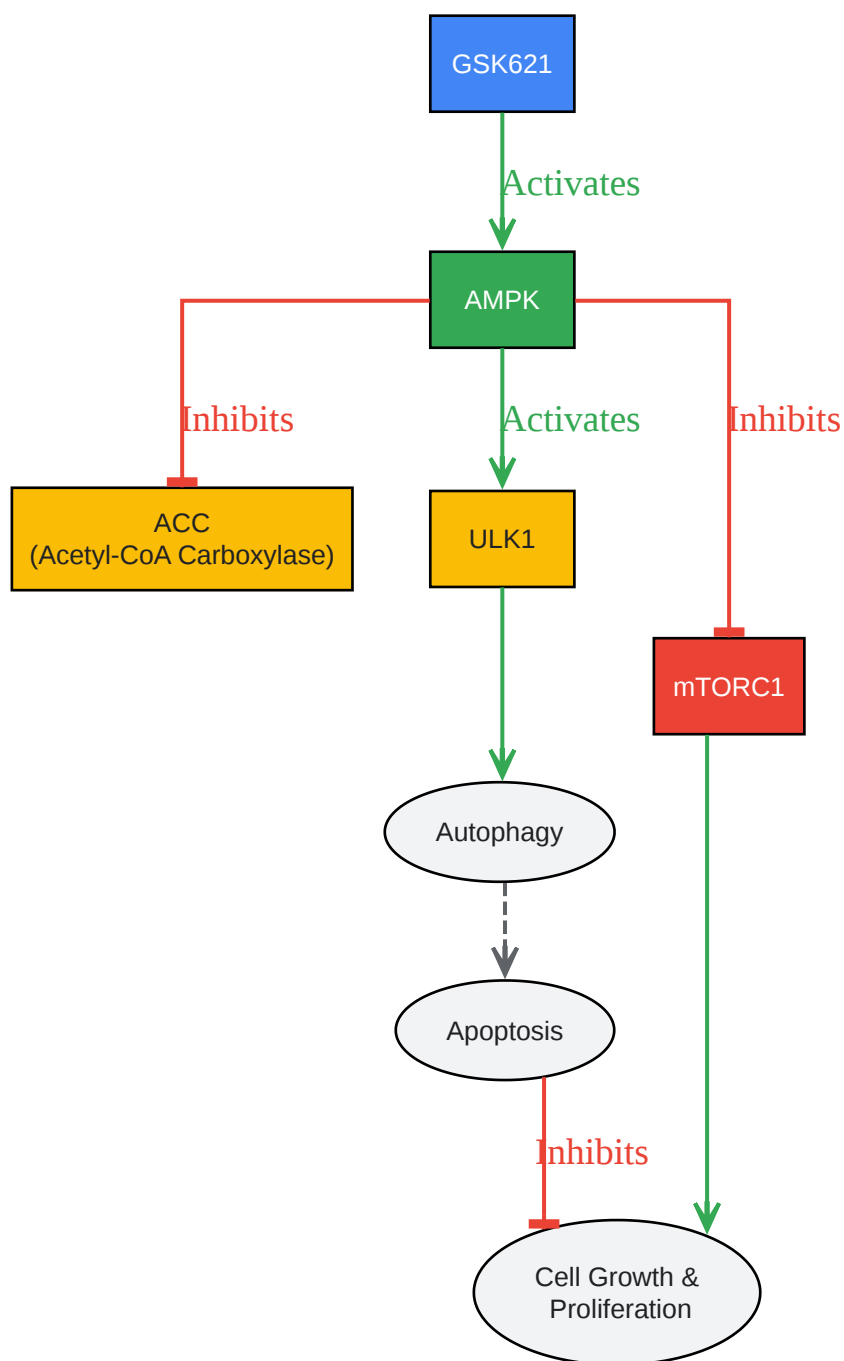 GSK621
Activates
AMPK
Inhibits
Activates
Inhibits
ACC
(Acetyl-CoA Carboxylase)
ULK1
mTORC1
Autophagy
Apoptosis
Inhibits
Cell Growth &
Proliferation